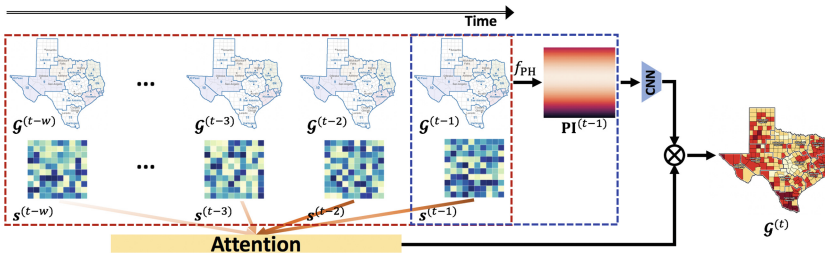 Time
... ...
𝒢(t−w) 𝒢(t−3) 𝒢(t−2) 𝒢(t−1)
f_PH
PI(t−1)
CNN
⊗
... ...
s(t−w) s(t−3) s(t−2) s(t−1)
𝒢(t)
Attention